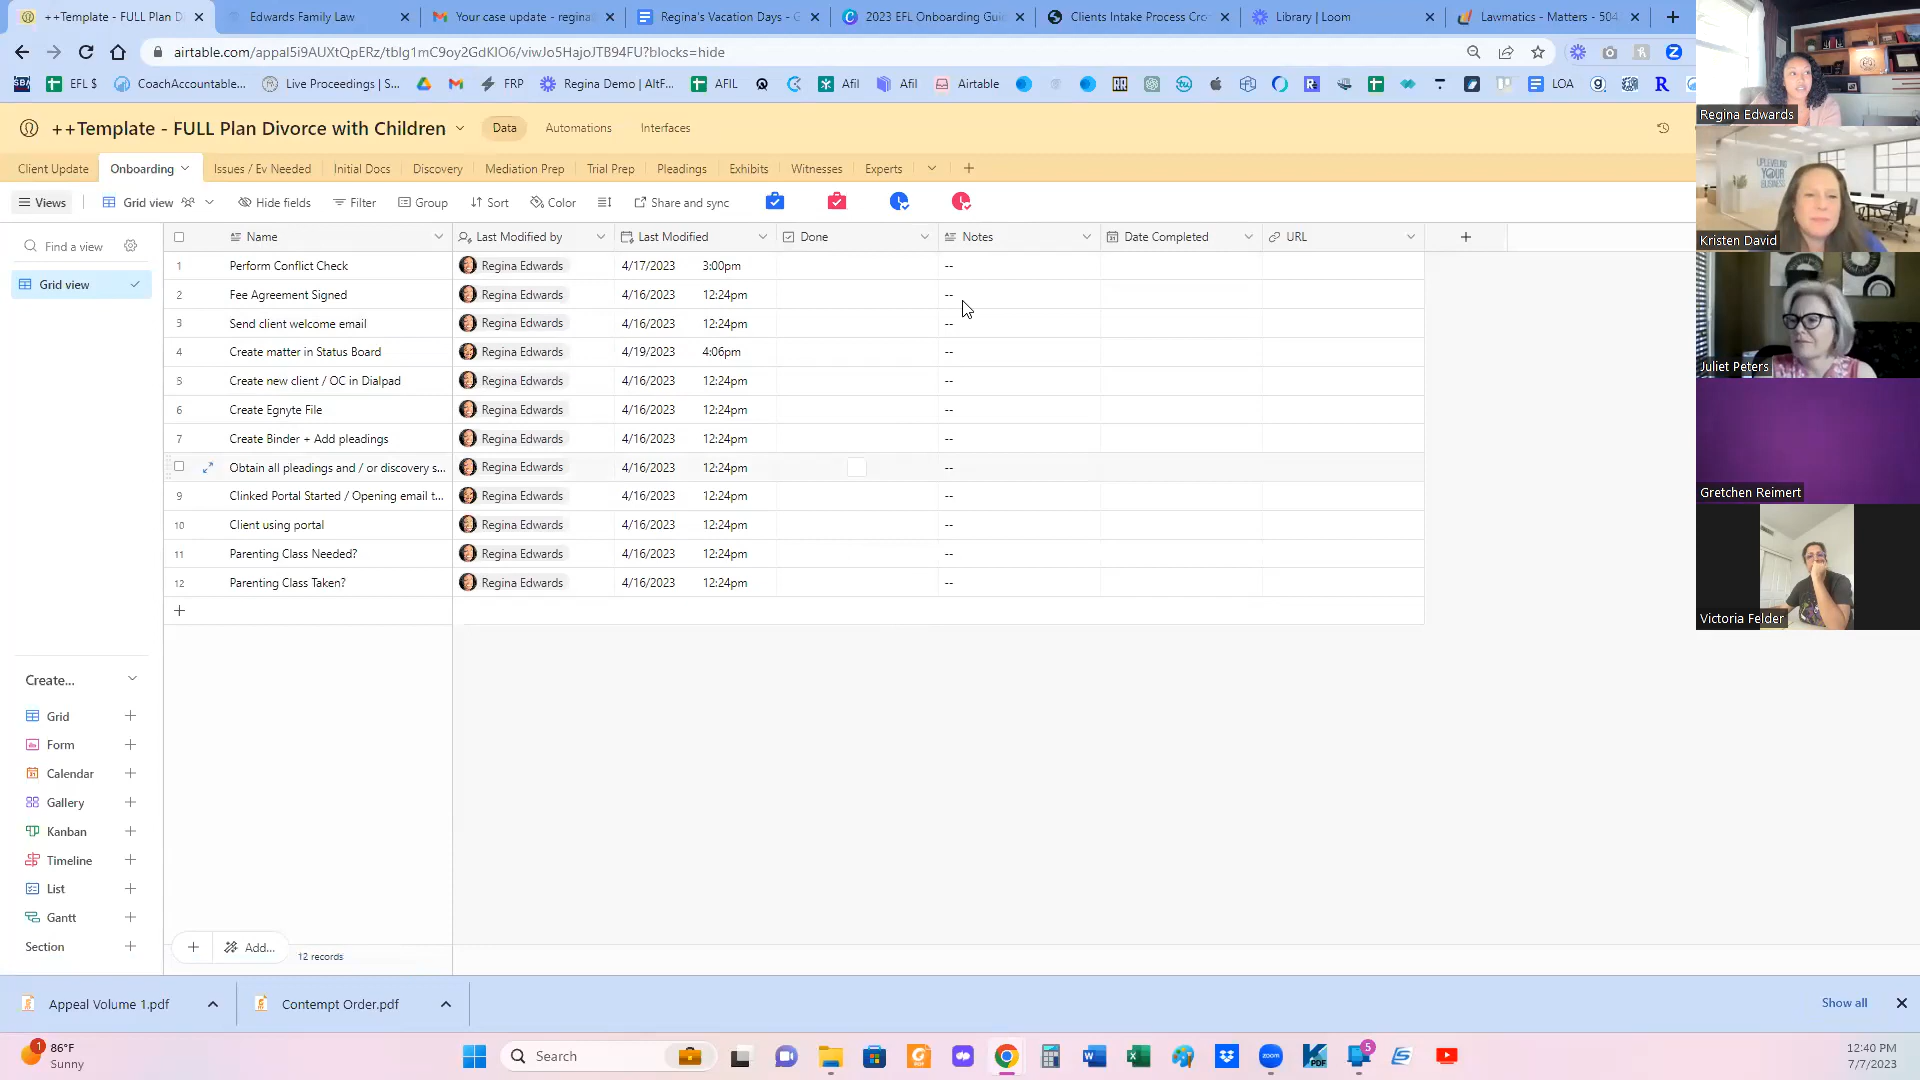 ++Template - FULL Plan D
Edwards Family Law
Your case update - regina
Regina's Vacation Days - G
2023 EFL Onboarding Gui
Clients Intake Process Cro
Library | Loom
Lawmatics - Matters - 504
airtable.com/appal5i9AUXtQpERz/tblg1mC9oy2GdKlO6/viwJo5HajoJTB94FU?blocks=hide
EFL $
CoachAccountable...
Live Proceedings | S...
FRP
Regina Demo | AltF...
AFIL
Afil
Afil
Airtable
LOA
++Template - FULL Plan Divorce with Children
Data
Automations
Interfaces
Client Update
Onboarding
Issues / Ev Needed
Initial Docs
Discovery
Mediation Prep
Trial Prep
Pleadings
Exhibits
Witnesses
Experts
Views
Grid view
Hide fields
Filter
Group
Sort
Color
Share and sync
Find a view
Grid view
Name
Last Modified by
Last Modified
Done
Notes
Date Completed
URL
1 Perform Conflict Check Regina Edwards 4/17/2023 3:00pm --
2 Fee Agreement Signed Regina Edwards 4/16/2023 12:24pm --
3 Send client welcome email Regina Edwards 4/16/2023 12:24pm --
4 Create matter in Status Board Regina Edwards 4/19/2023 4:06pm --
5 Create new client / OC in Dialpad Regina Edwards 4/16/2023 12:24pm --
6 Create Egnyte File Regina Edwards 4/16/2023 12:24pm --
7 Create Binder + Add pleadings Regina Edwards 4/16/2023 12:24pm --
Obtain all pleadings and / or discovery s... Regina Edwards 4/16/2023 12:24pm --
9 Clinked Portal Started / Opening email t... Regina Edwards 4/16/2023 12:24pm --
10 Client using portal Regina Edwards 4/16/2023 12:24pm --
11 Parenting Class Needed? Regina Edwards 4/16/2023 12:24pm --
12 Parenting Class Taken? Regina Edwards 4/16/2023 12:24pm --
Create...
Grid
Form
Calendar
Gallery
Kanban
Timeline
List
Gantt
Section
Add...
12 records
Regina Edwards
UPLEVELING
YOUR
BUSINESS
Kristen David
Juliet Peters
Gretchen Reimert
Victoria Felder
Appeal Volume 1.pdf
Contempt Order.pdf
Show all
1
86°F
Sunny
Search
zoom
PDF
5
12:40 PM
7/7/2023